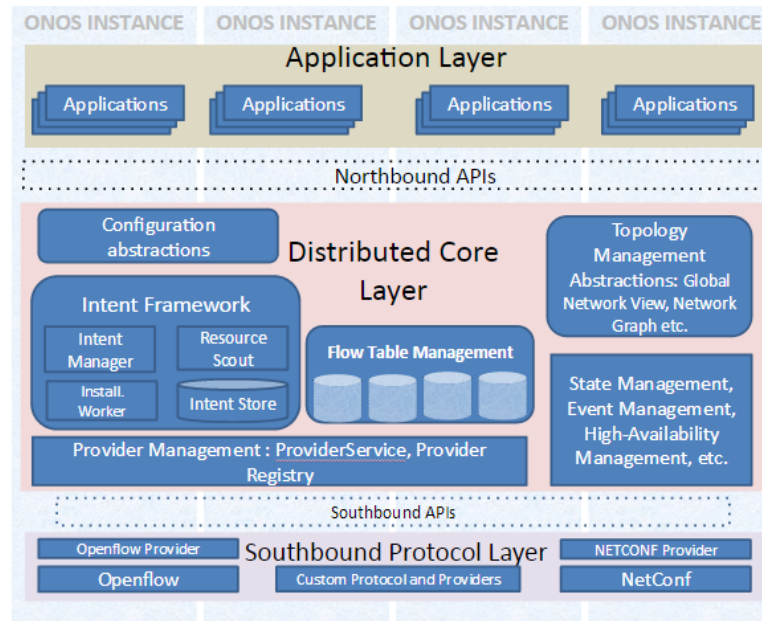 ONOS INSTANCE ONOS INSTANCE ONOS INSTANCE ONOS INSTANCE
Application Layer
Applications Applications Applications Applications
Northbound APIs
Configuration
abstractions
Distributed Core
Layer
Topology
Management
Abstractions: Global
Network View, Network
Graph etc.
Intent Framework
Intent
Manager
Resource
Scout
Install.
Worker
Intent Store
Flow Table Management
State Management,
Event Management,
High-Availability
Management, etc.
Provider Management : ProviderService, Provider
Registry
Southbound APIs
Openflow Provider
Southbound Protocol Layer
NETCONF Provider
Openflow
Custom Protocol and Providers
NetConf